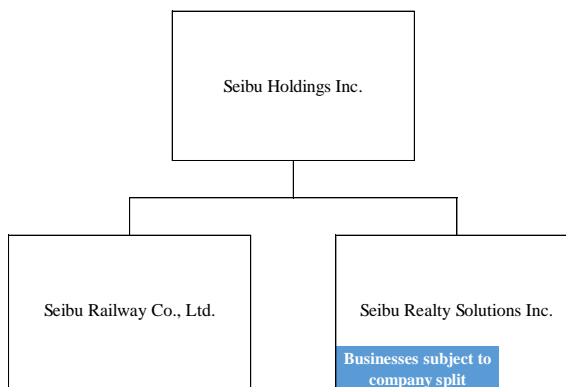 Seibu Holdings Inc.
Seibu Railway Co., Ltd.
Seibu Realty Solutions Inc.
Businesses subject to
company split